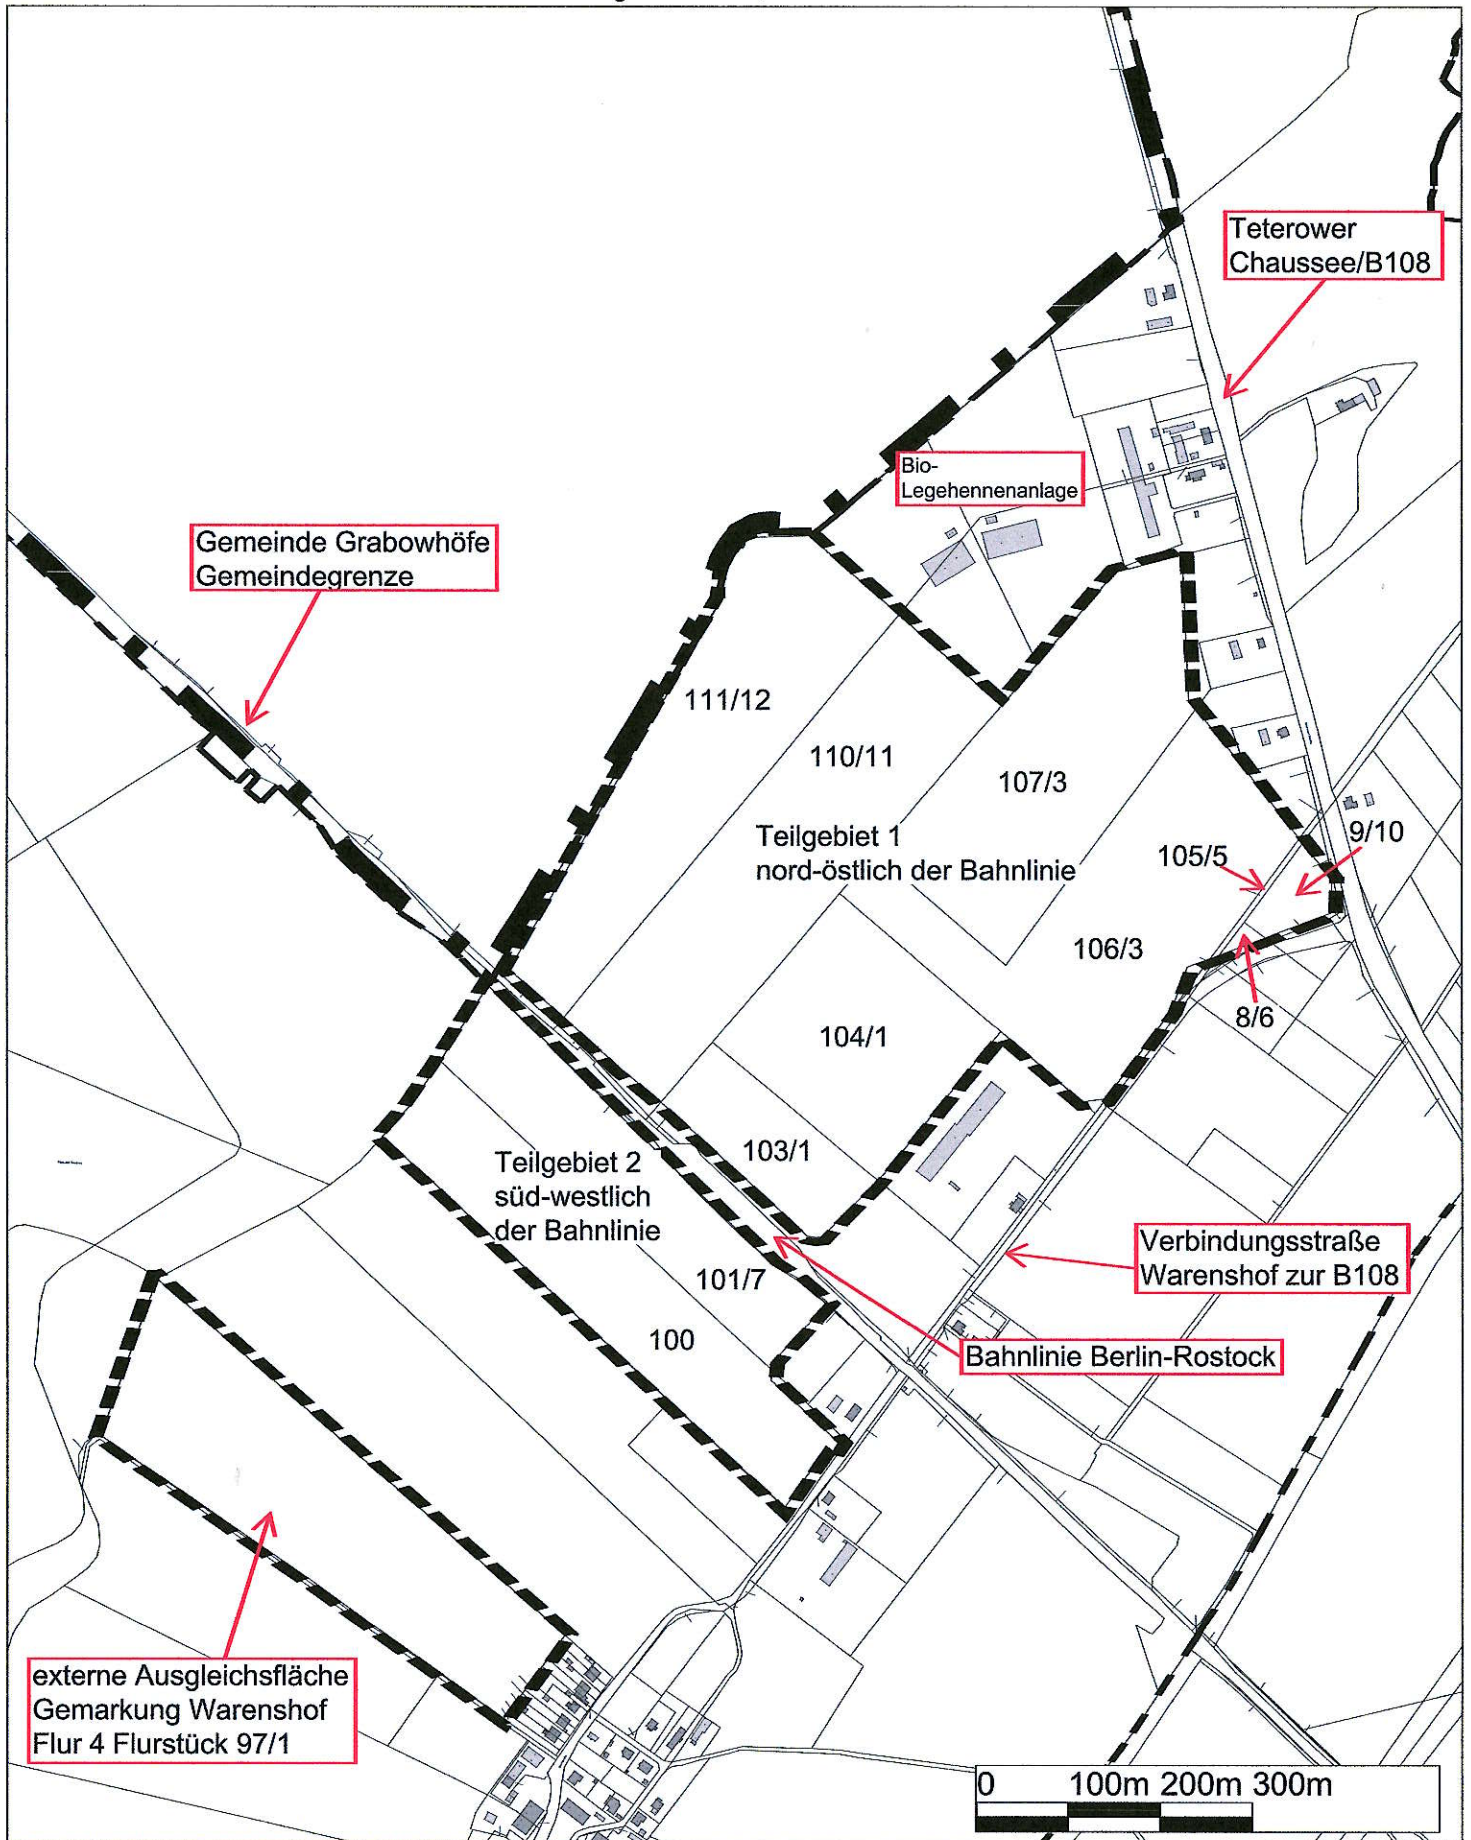 Teterower
Chaussee/B108
Bio-
Legehennenanlage
Gemeinde Grabowhöfe
Gemeindegrenze
111/12
110/11
107/3
Teilgebiet 1
nord-östlich der Bahnlinie
9/10
105/5
106/3
8/6
104/1
103/1
Teilgebiet 2
süd-westlich
der Bahnlinie
Verbindungsstraße
Warenshof zur B108
101/7
100
Bahnlinie Berlin-Rostock
externe Ausgleichsfläche
Gemarkung Warenshof
Flur 4 Flurstück 97/1
0 100m 200m 300m